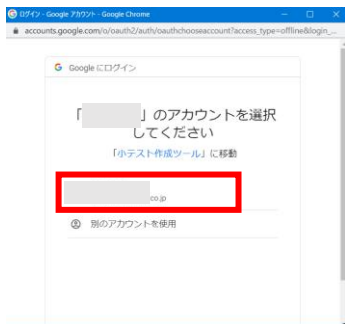 ログイン - Google アカウント - Google Chrome
accounts.google.com/o/oauth2/auth/oauthchooseaccount?access_type=offline&login_...
G Google にログイン
「 」のアカウントを選択
してください
「小テスト作成ツール」に移動
co.jp
別のアカウントを使用